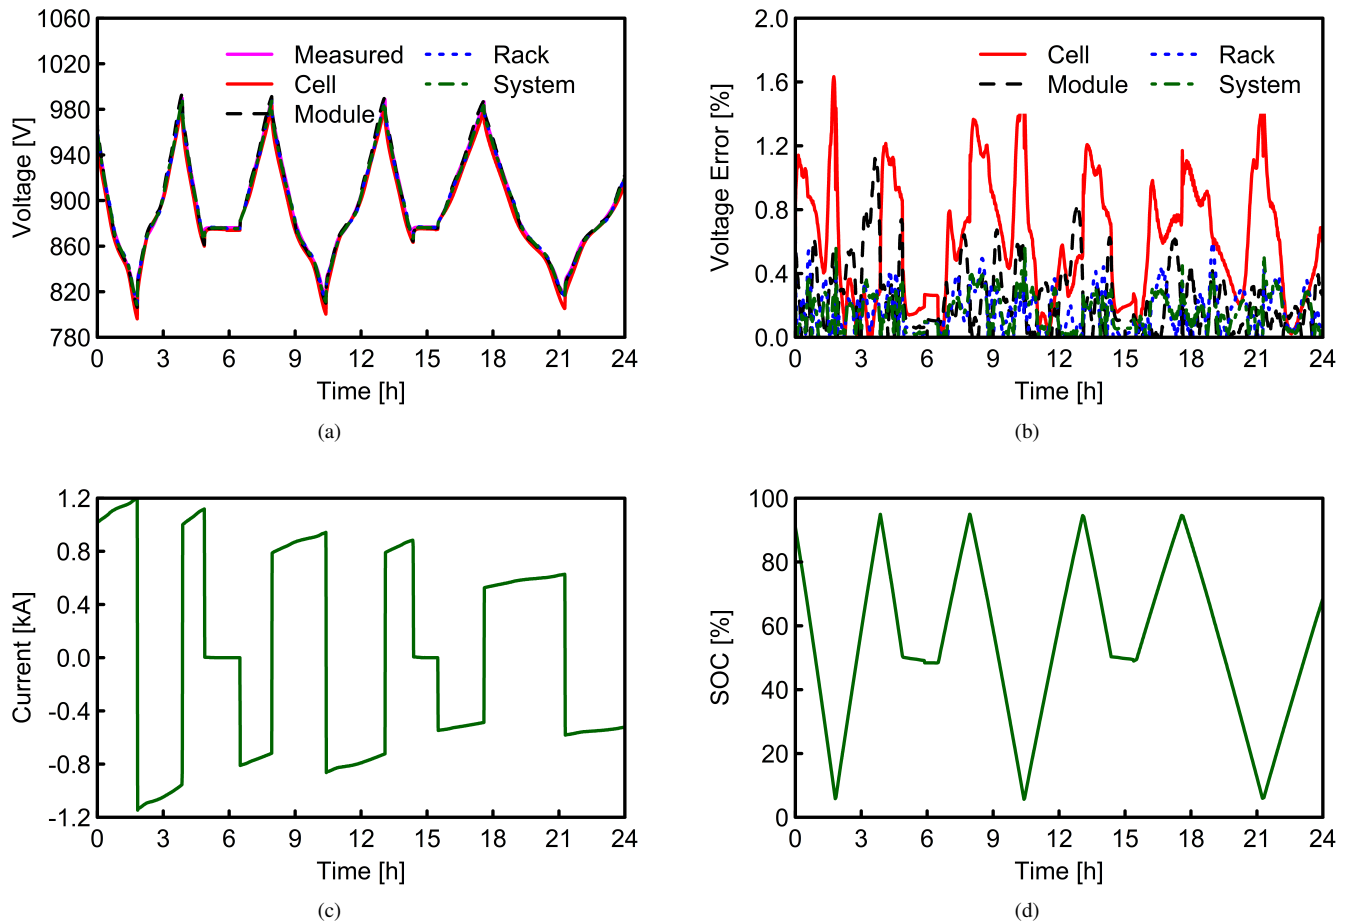 1060
1020
980
940
900
860
820
780
Voltage [V]
Measured
Cell
Module
Rack
System
0 3 6 9 12 15 18 21 24
Time [h]
(a)
2.0
1.6
1.2
0.8
0.4
0.0
Voltage Error [%]
Cell
Module
Rack
System
0 3 6 9 12 15 18 21 24
Time [h]
(b)
1.2
0.8
0.4
0.0
-0.4
-0.8
-1.2
Current [kA]
0 3 6 9 12 15 18 21 24
Time [h]
(c)
100
80
60
40
20
0
SOC [%]
0 3 6 9 12 15 18 21 24
Time [h]
(d)